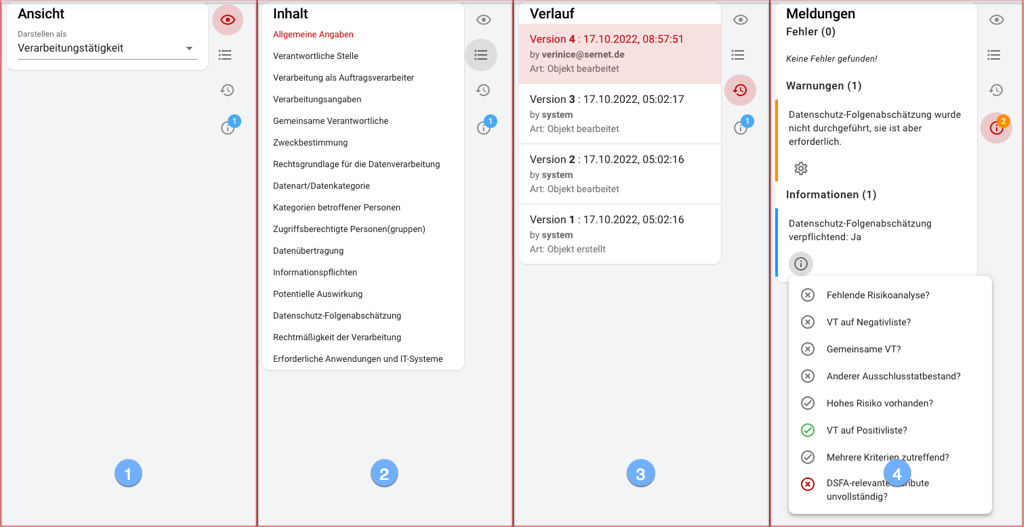 Ansicht
Darstellen als
Verarbeitungstätigkeit
1
1
Inhalt
Allgemeine Angaben
Verantwortliche Stelle
Verarbeitung als Auftragsverarbeiter
Verarbeitungsangaben
Gemeinsame Verantwortliche
Zweckbestimmung
Rechtsgrundlage für die Datenverarbeitung
Datenart/Datenkategorie
Kategorien betroffener Personen
Zugriffsberechtigte Personen(gruppen)
Datenübertragung
Informationspflichten
Potentielle Auswirkung
Datenschutz-Folgenabschätzung
Rechtmäßigkeit der Verarbeitung
Erforderliche Anwendungen und IT-Systeme
1
2
Verlauf
Version 4 : 17.10.2022, 08:57:51
by verinice@sernet.de
Art: Objekt bearbeitet
Version 3 : 17.10.2022, 05:02:17
by system
Art: Objekt bearbeitet
Version 2 : 17.10.2022, 05:02:16
by system
Art: Objekt bearbeitet
Version 1 : 17.10.2022, 05:02:16
by system
Art: Objekt erstellt
1
3
Meldungen
Fehler (0)
Keine Fehler gefunden!
Warnungen (1)
Datenschutz-Folgenabschätzung wurde
nicht durchgeführt, sie ist aber
erforderlich.
2
Informationen (1)
Datenschutz-Folgenabschätzung
verpflichtend: Ja
Fehlende Risikoanalyse?
VT auf Negativliste?
Gemeinsame VT?
Anderer Ausschlusstatbestand?
Hohes Risiko vorhanden?
VT auf Positivliste?
Mehrere Kriterien zutreffend?
4
DSFA-relevante
unvollständig?